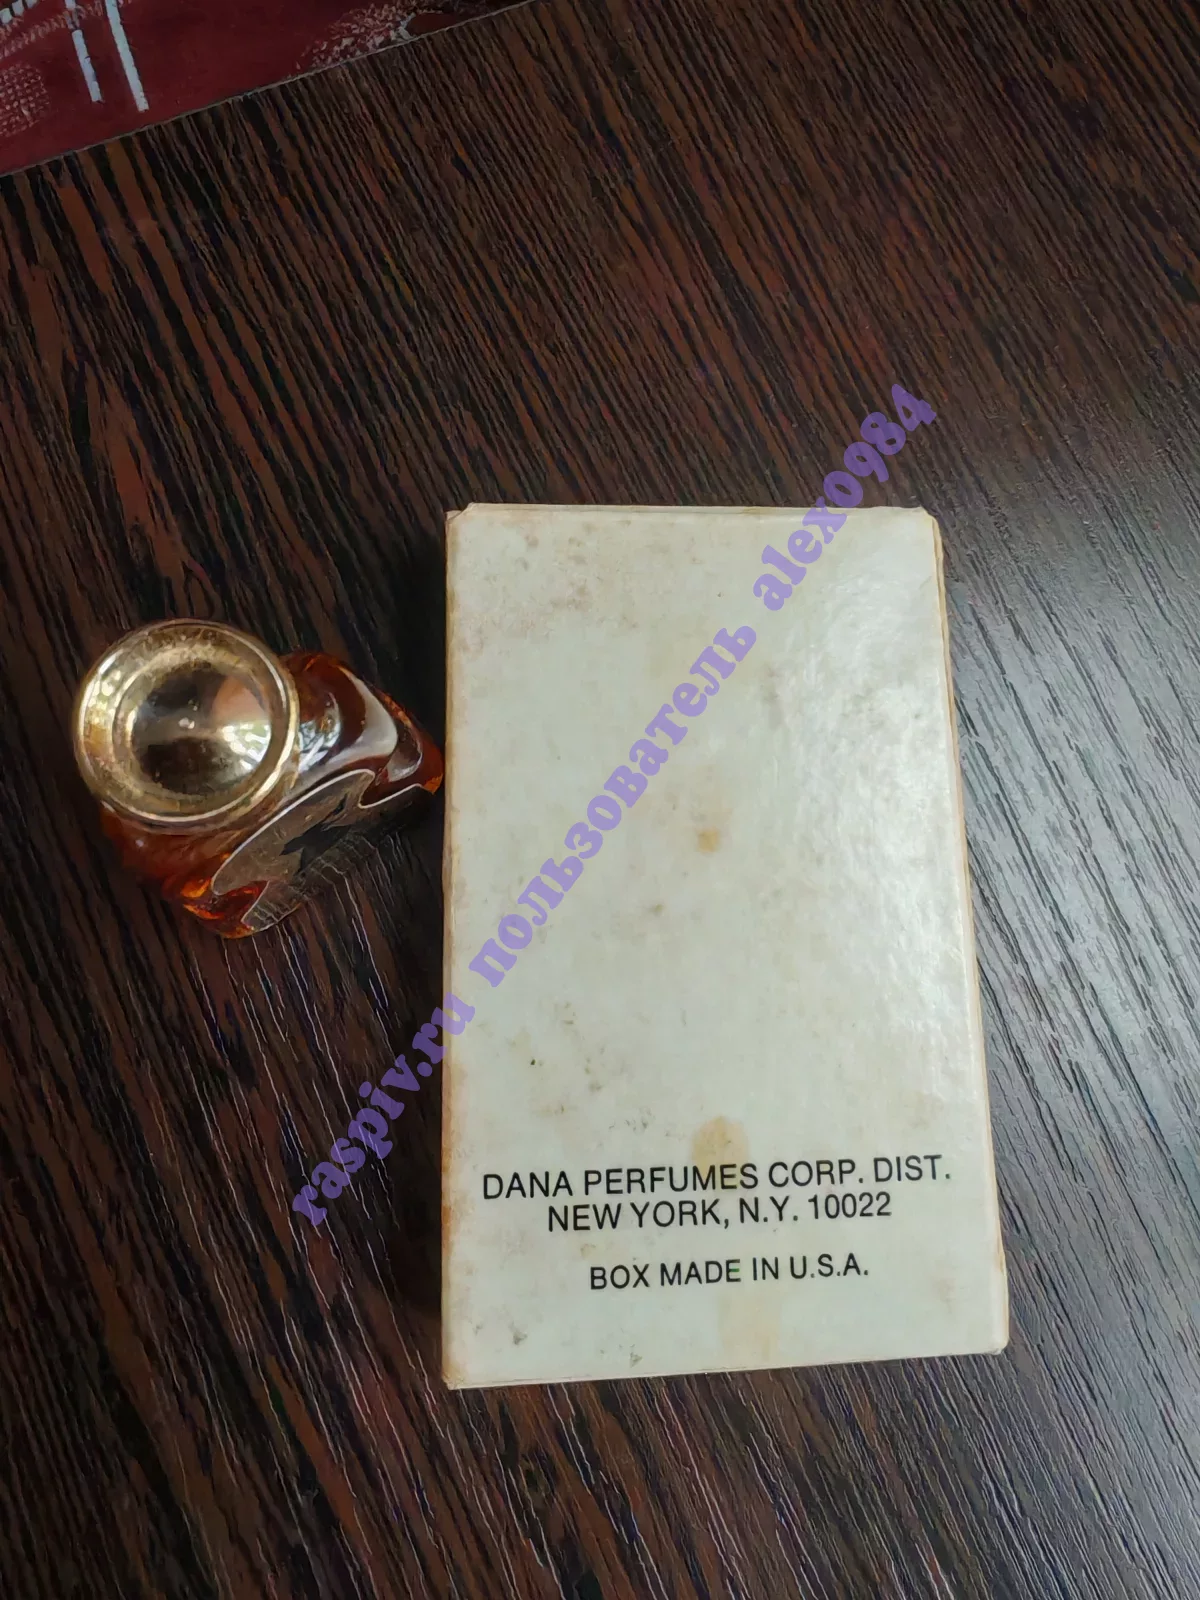 raspiv.ru пользователь alex0984
DANA PERFUMES CORP. DIST.
NEW YORK, N.Y. 10022
BOX MADE IN U.S.A.